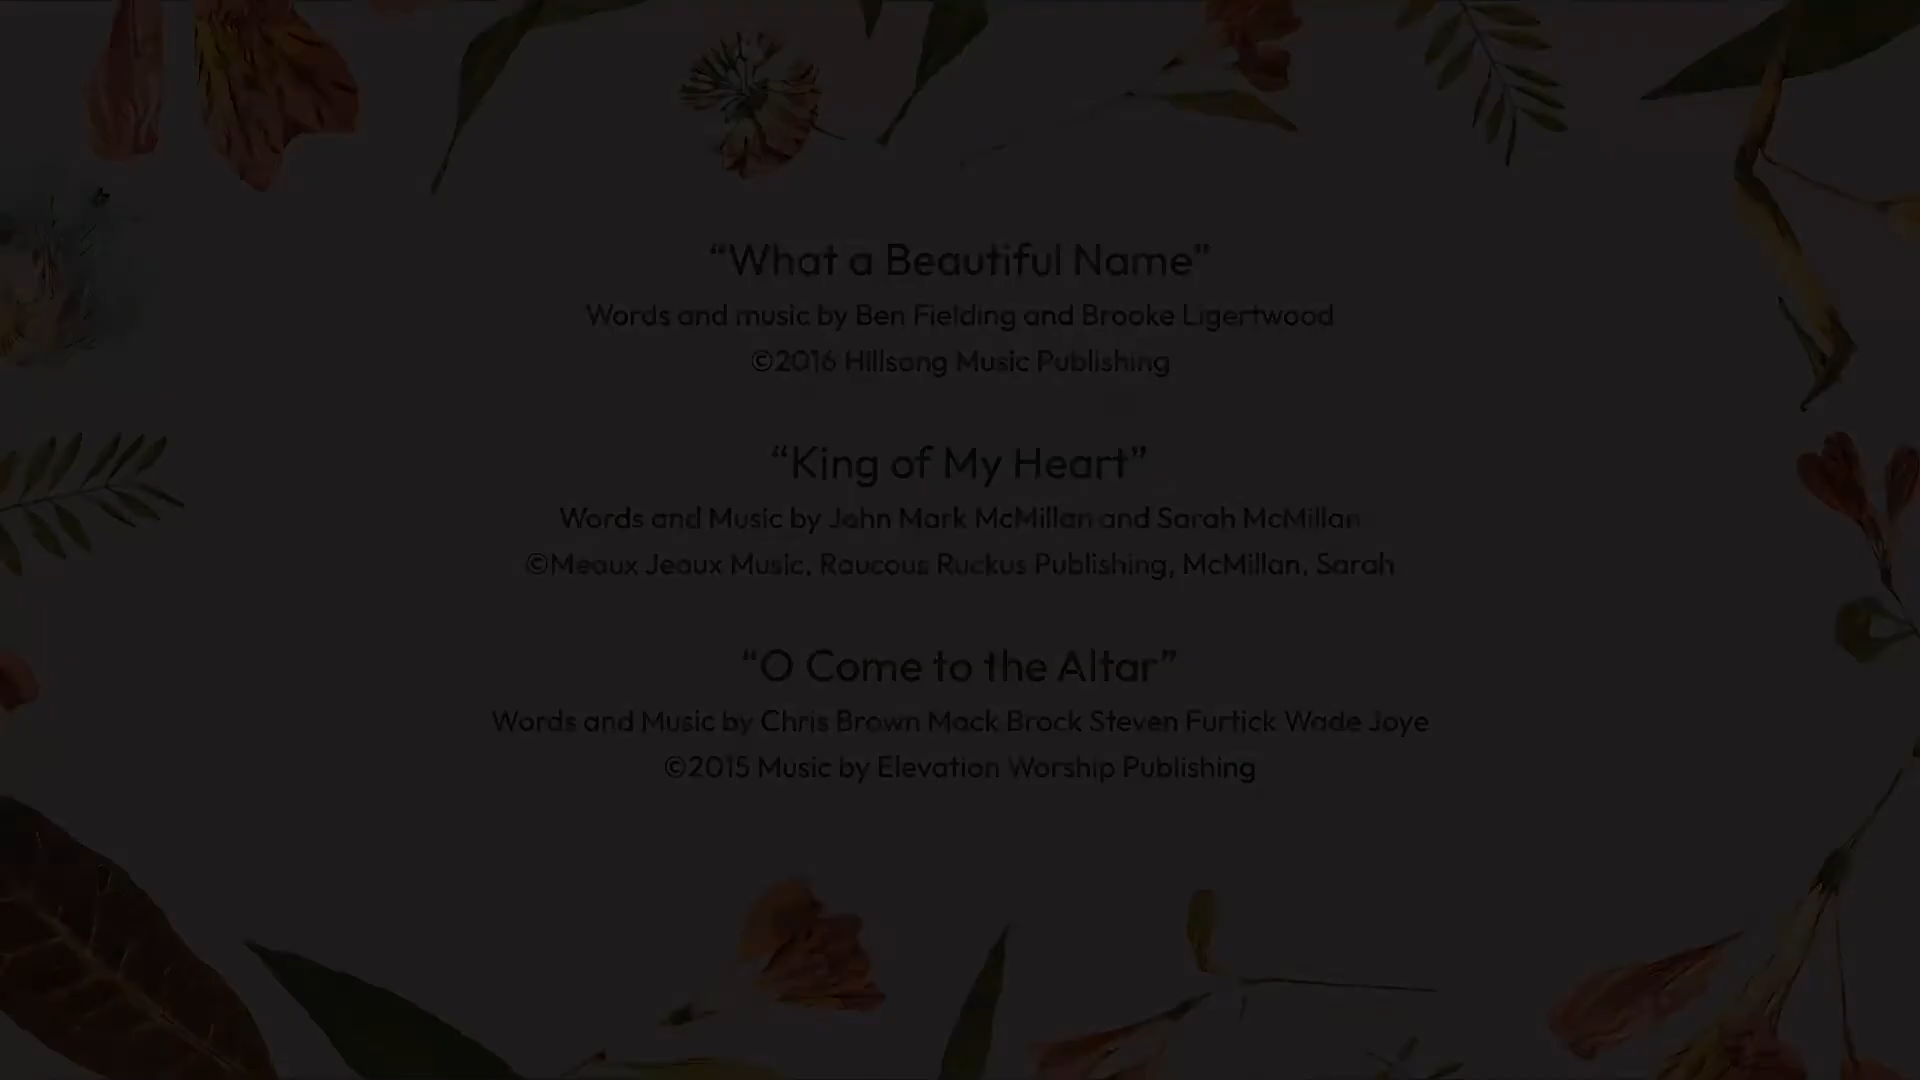 “What a Beautiful Name”
Words and music by Ben Fielding and Brooke Ligertwood
©2016 Hillsong Music Publishing
“King of My Heart”
Words and Music by John Mark McMillan and Sarah McMillan
©Meaux Jeaux Music, Raucous Ruckus Publishing, McMillan, Sarah
“O Come to the Altar”
Words and Music by Chris Brown Mack Brock Steven Furtick Wade Joye
©2015 Music by Elevation Worship Publishing